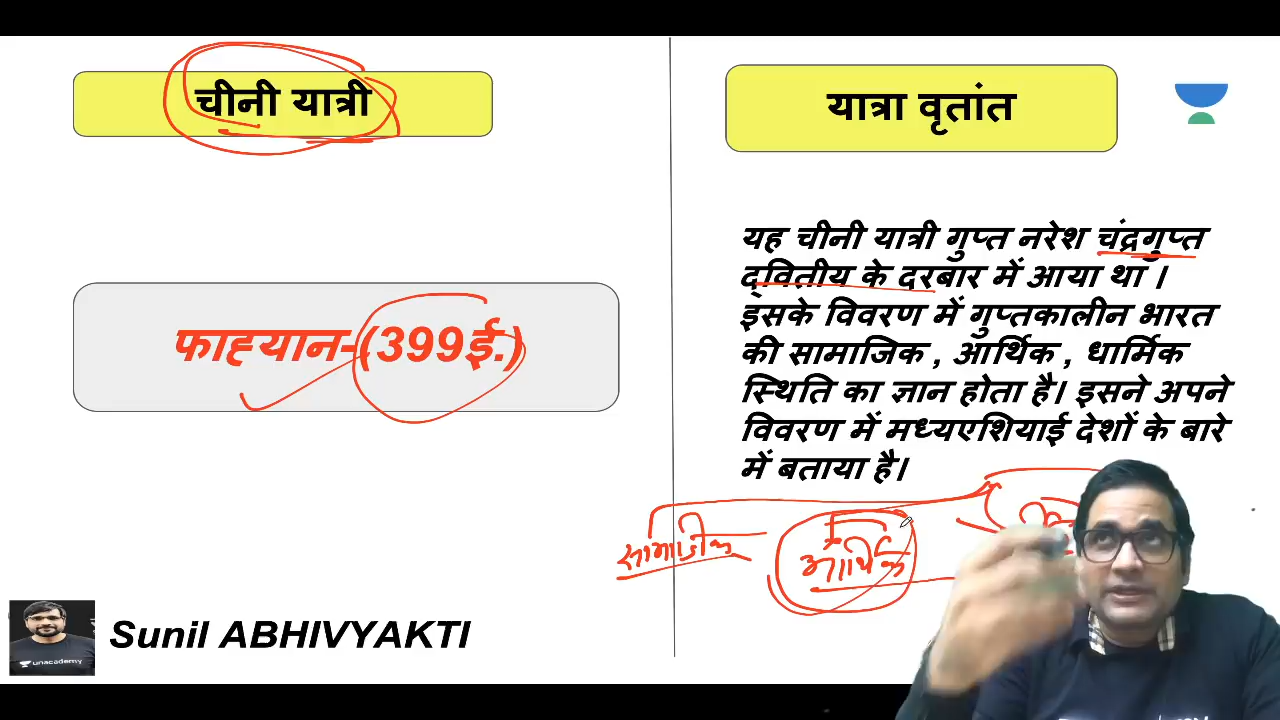 चीनी यात्री
यात्रा वृतांत
फाह्यान-(399ई.)
यह चीनी यात्री गुप्त नरेश चंद्रगुप्त
द्वितीय के दरबार में आया था ।
इसके विवरण में गुप्तकालीन भारत
की सामाजिक , आर्थिक , धार्मिक
स्थिति का ज्ञान होता है। इसने अपने
विवरण में मध्यएशियाई देशों के बारे
में बताया है।
सामाजीक आर्थिक
unacademy
Sunil ABHIVYAKTI